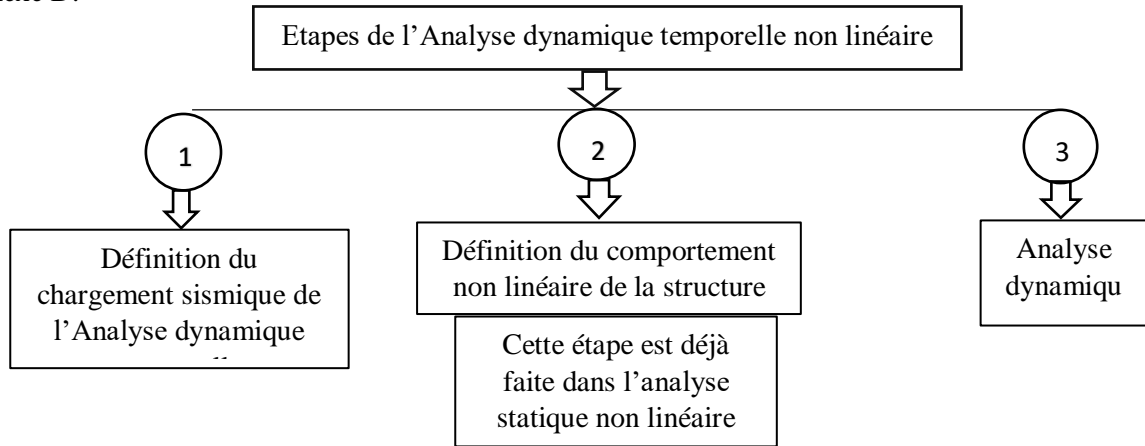 Etapes de l’Analyse dynamique temporelle non linéaire
1
2
3
Définition du
chargement sismique de
l’Analyse dynamique
Définition du comportement
non linéaire de la structure
Cette étape est déjà
faite dans l’analyse
statique non linéaire
Analyse
dynamiqu